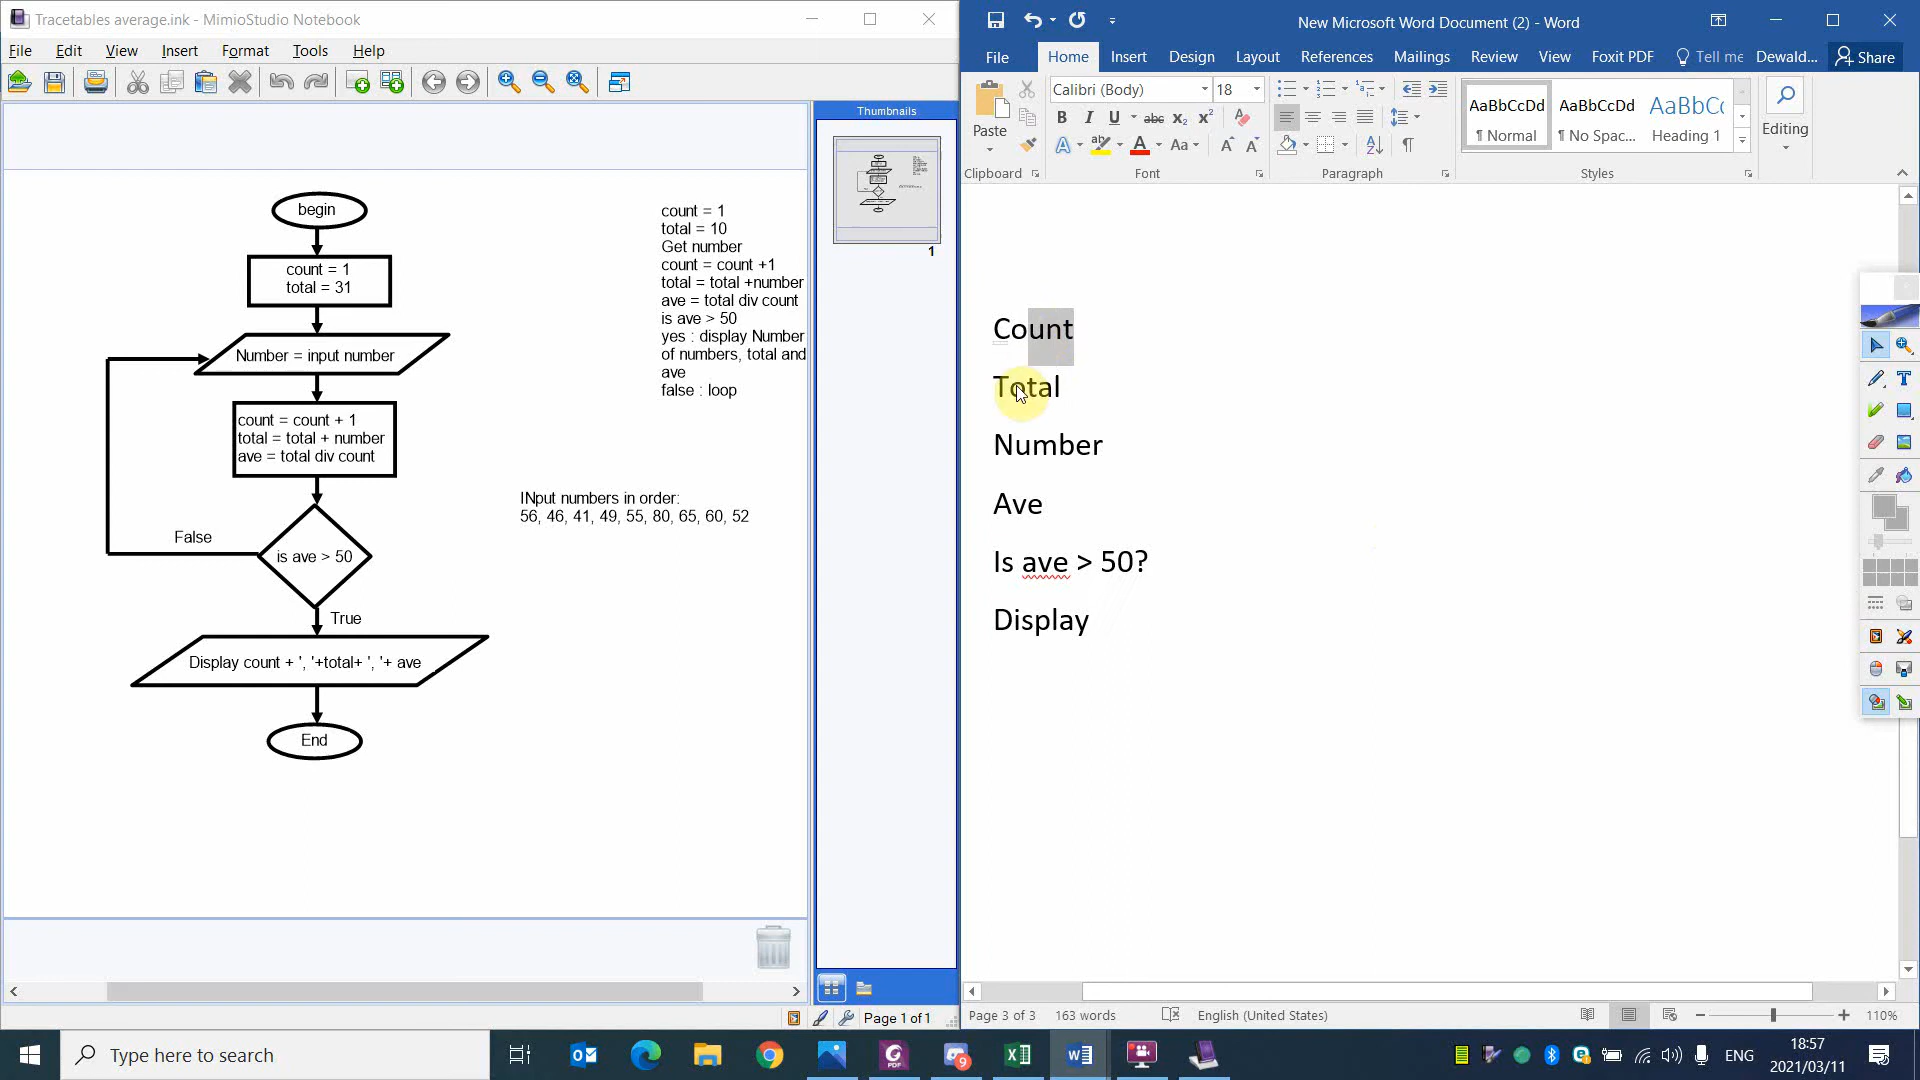 Tracetables average.ink - MimioStudio Notebook
File Edit View Insert Format Tools Help
begin
count = 1
total = 31
Number = input number
count = count + 1
total = total + number
ave = total div count
False
is ave > 50
True
Display count + ', '+total+ ', '+ ave
End
count = 1
total = 10
Get number
count = count +1
total = total +number
ave = total div count
is ave > 50
yes : display Number
of numbers, total and
ave
false : loop
INput numbers in order:
56, 46, 41, 49, 55, 80, 65, 60, 52
Thumbnails
1
Page 1 of 1
New Microsoft Word Document (2) - Word
File Home Insert Design Layout References Mailings Review View Foxit PDF Tell me Dewald... Share
Paste
Clipboard
Calibri (Body) 18
B I U abc x₂ x²
A ab A Aa A A
Font
Paragraph
AaBbCcDd AaBbCcDd AaBbCc
¶ Normal ¶ No Spac... Heading 1
Styles
Editing
Count
Total
Number
Ave
Is ave > 50?
Display
Page 3 of 3 163 words English (United States) 110%
Type here to search
PDF
9
ENG
18:57
2021/03/11